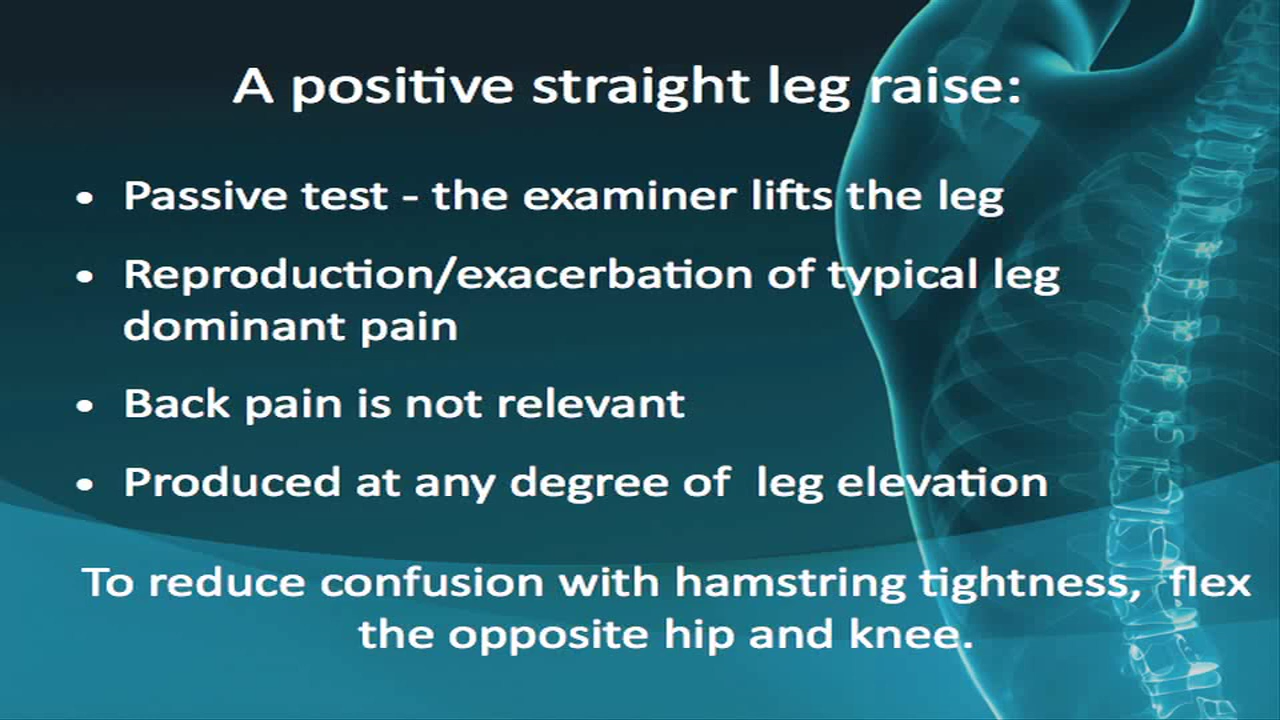 A positive straight leg raise:
• Passive test - the examiner lifts the leg
• Reproduction/exacerbation of typical leg
dominant pain
• Back pain is not relevant
• Produced at any degree of leg elevation
To reduce confusion with hamstring tightness, flex
the opposite hip and knee.